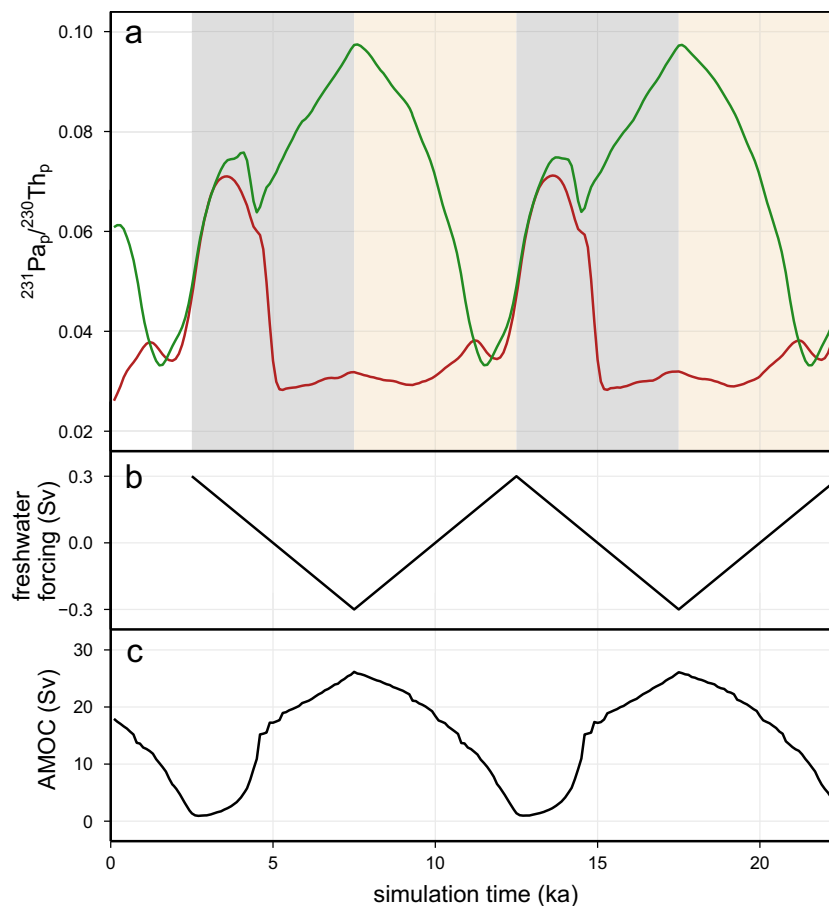 a
0.10
0.08
0.06
0.04
0.02
²³¹Paₚ/²³⁰Thₚ
b
0.3
0.0
−0.3
freshwater
forcing (Sv)
c
30
20
10
0
AMOC (Sv)
0 5 10 15 20
simulation time (ka)